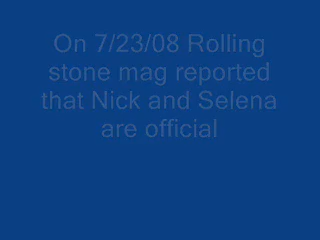 On 7/23/08 Rolling
stone mag reported
that Nick and Selena
are official